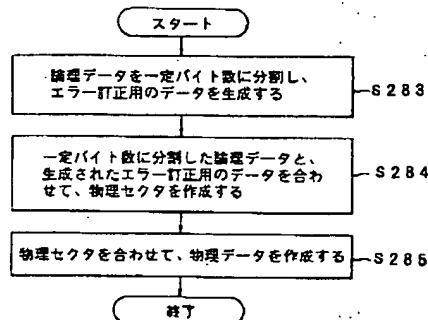 スタート
論理データを一定バイト数に分割し、
エラー訂正用のデータを生成する
S283
一定バイト数に分割した論理データと、
生成されたエラー訂正用のデータを合わ
せて、物理セクタを作成する
S284
物理セクタを合わせて、物理データを作成する
S285
終了